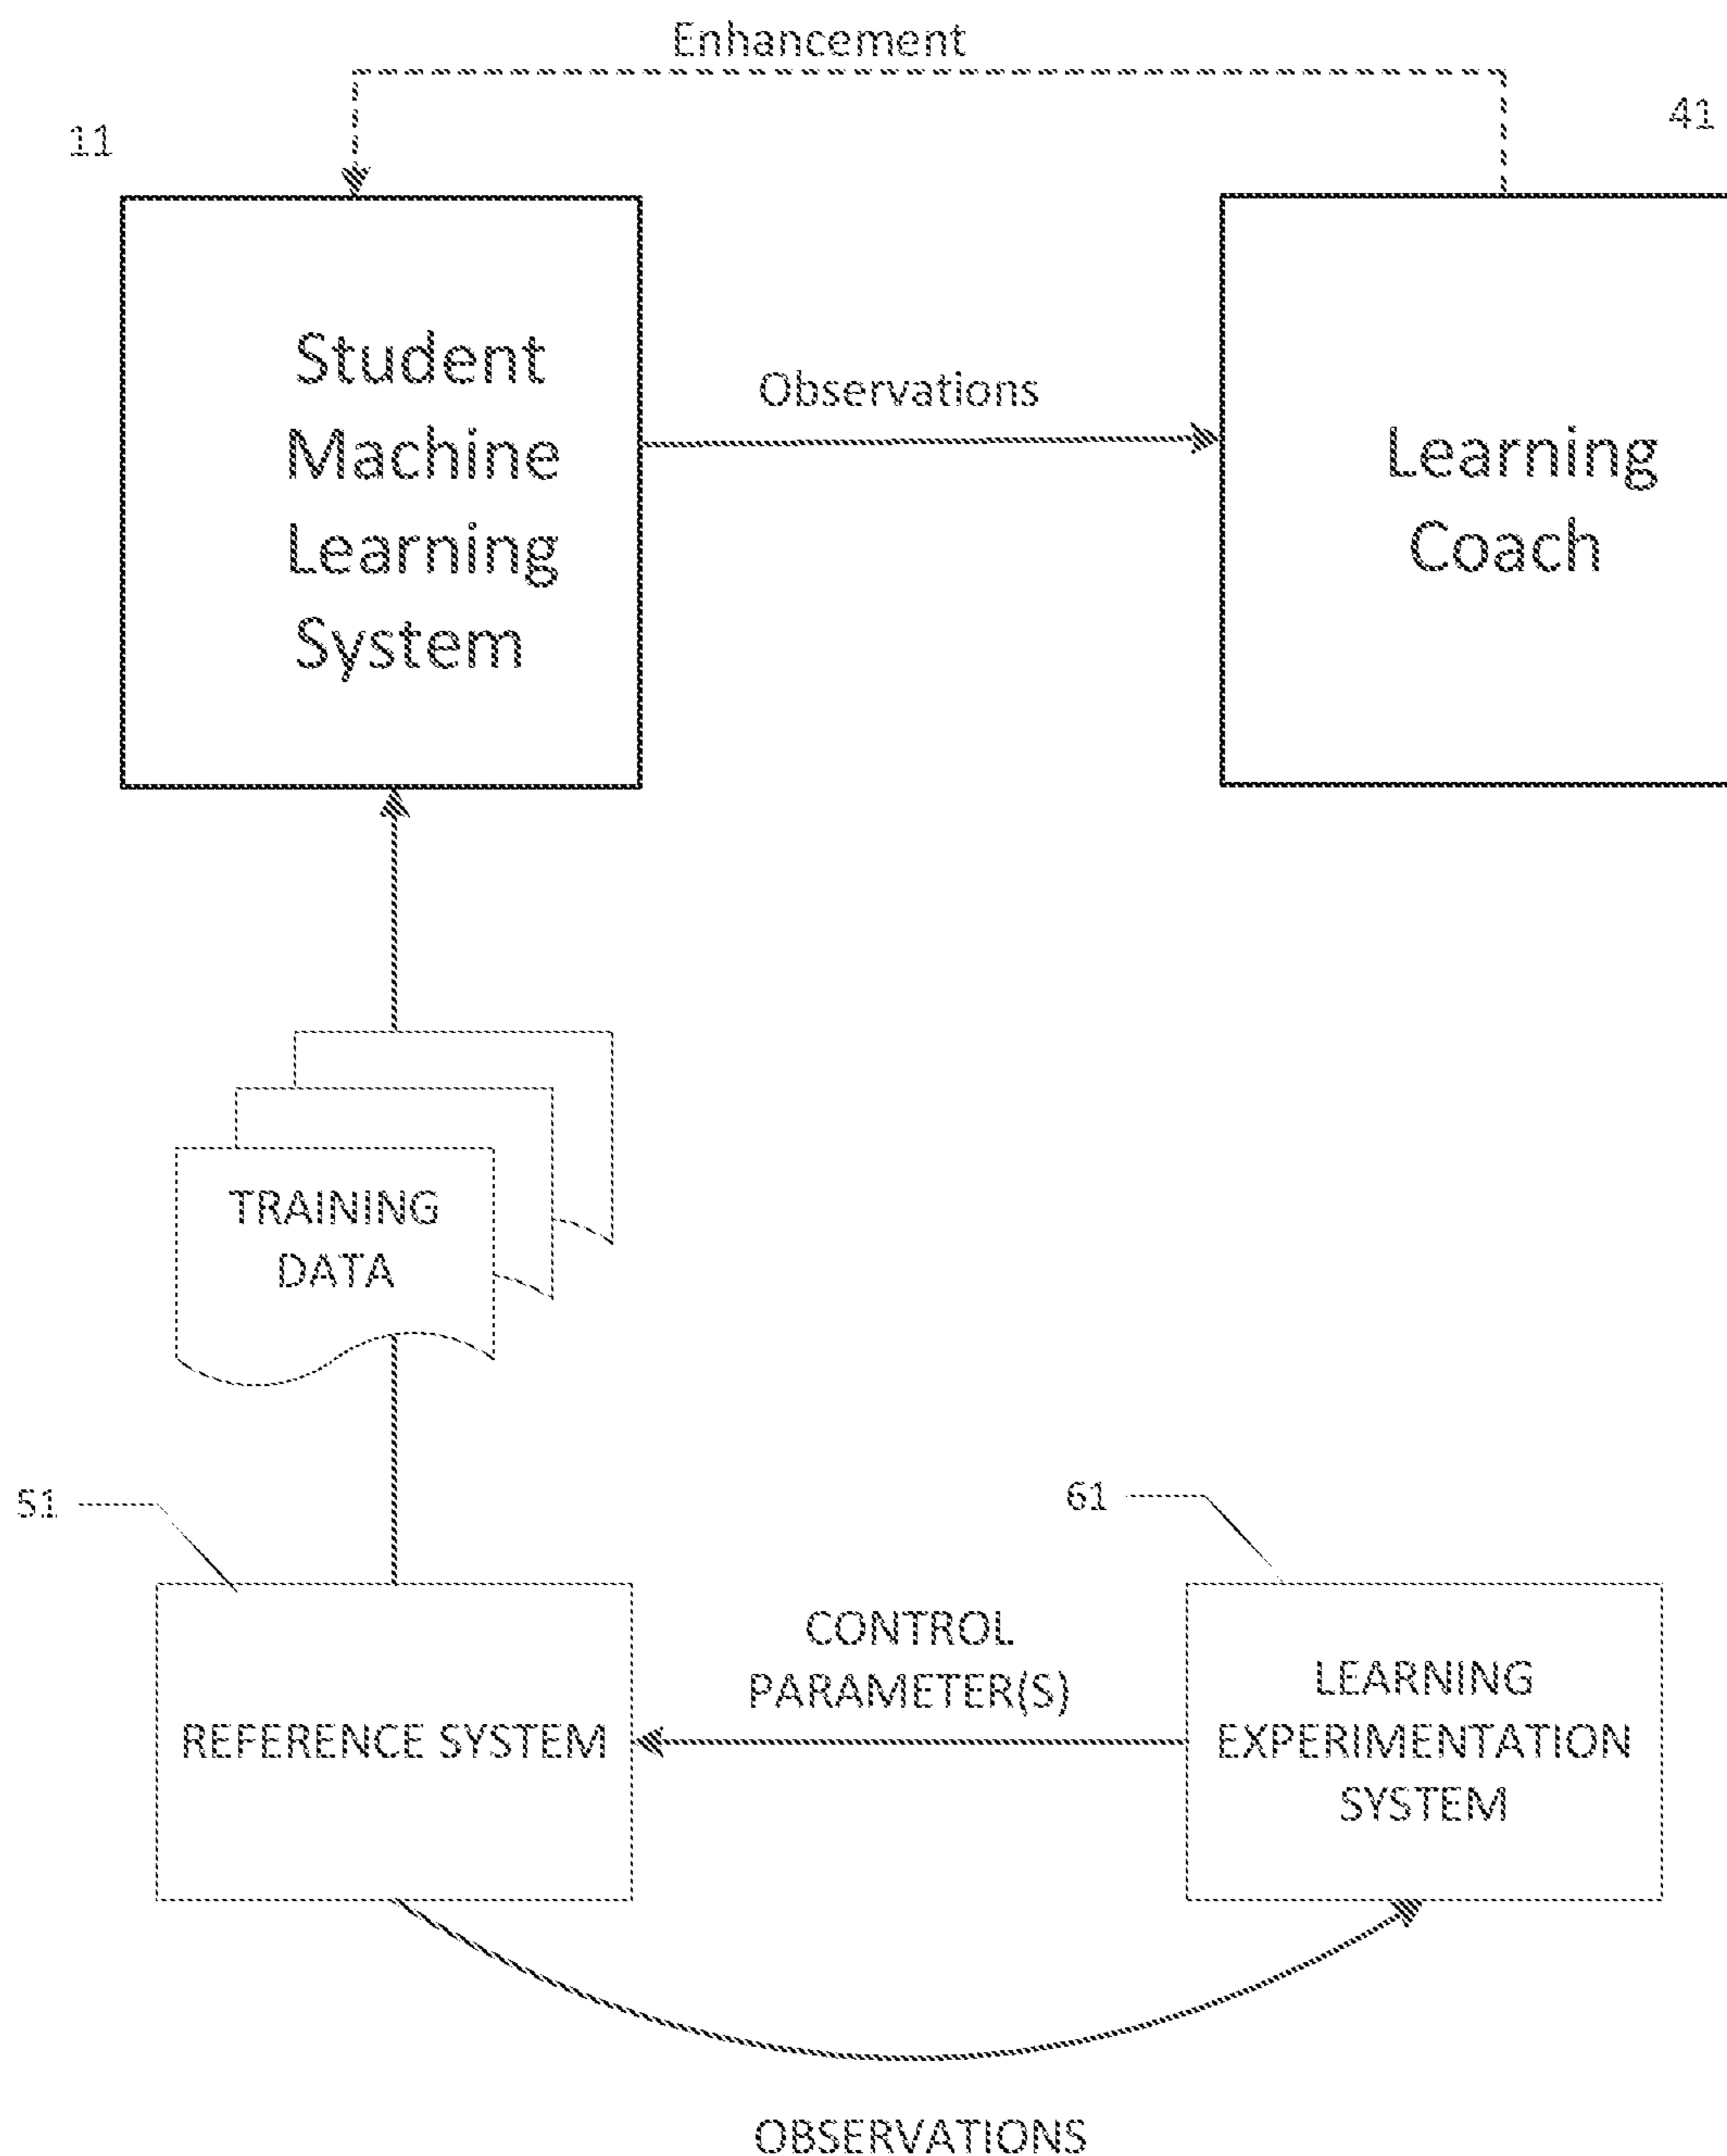 Enhancement
11
41
Student
Machine
Learning
System
Observations
Learning
Coach
TRAINING
DATA
51
61
REFERENCE SYSTEM
CONTROL
PARAMETER(S)
LEARNING
EXPERIMENTATION
SYSTEM
OBSERVATIONS